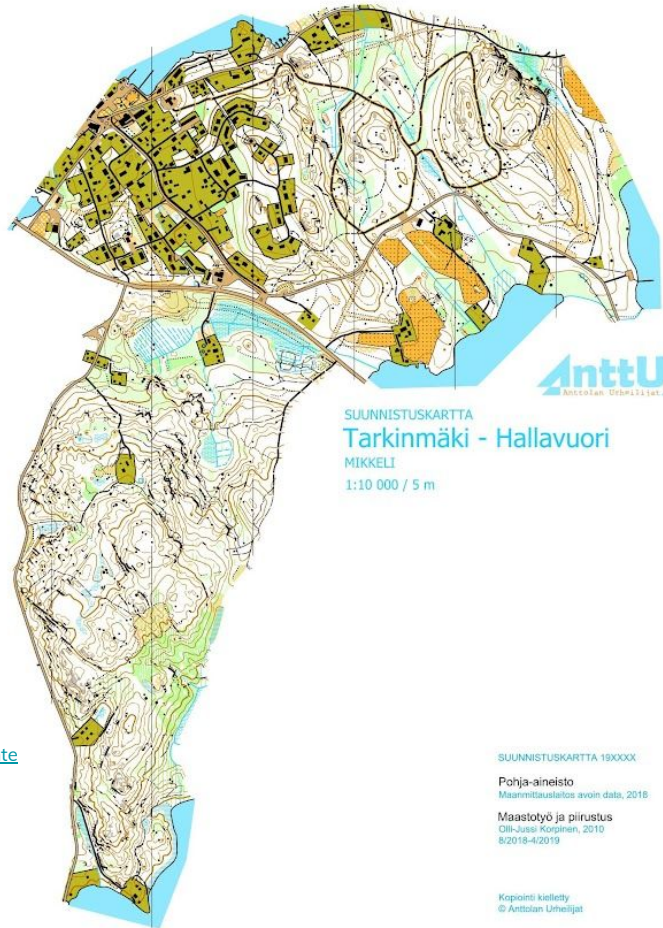 AnttU
Anttolan Urheilijat
SUUNNISTUSKARTTA
Tarkinmäki - Hallavuori
MIKKELI
1:10 000 / 5 m
te
SUUNNISTUSKARTTA 19XXXX
Pohja-aineisto
Maanmittauslaitos avoin data, 2018
Maastotyö ja piirustus
Olli-Jussi Korpinen, 2010
8/2018-4/2019
Kopiointi kielletty
© Anttolan Urheilijat